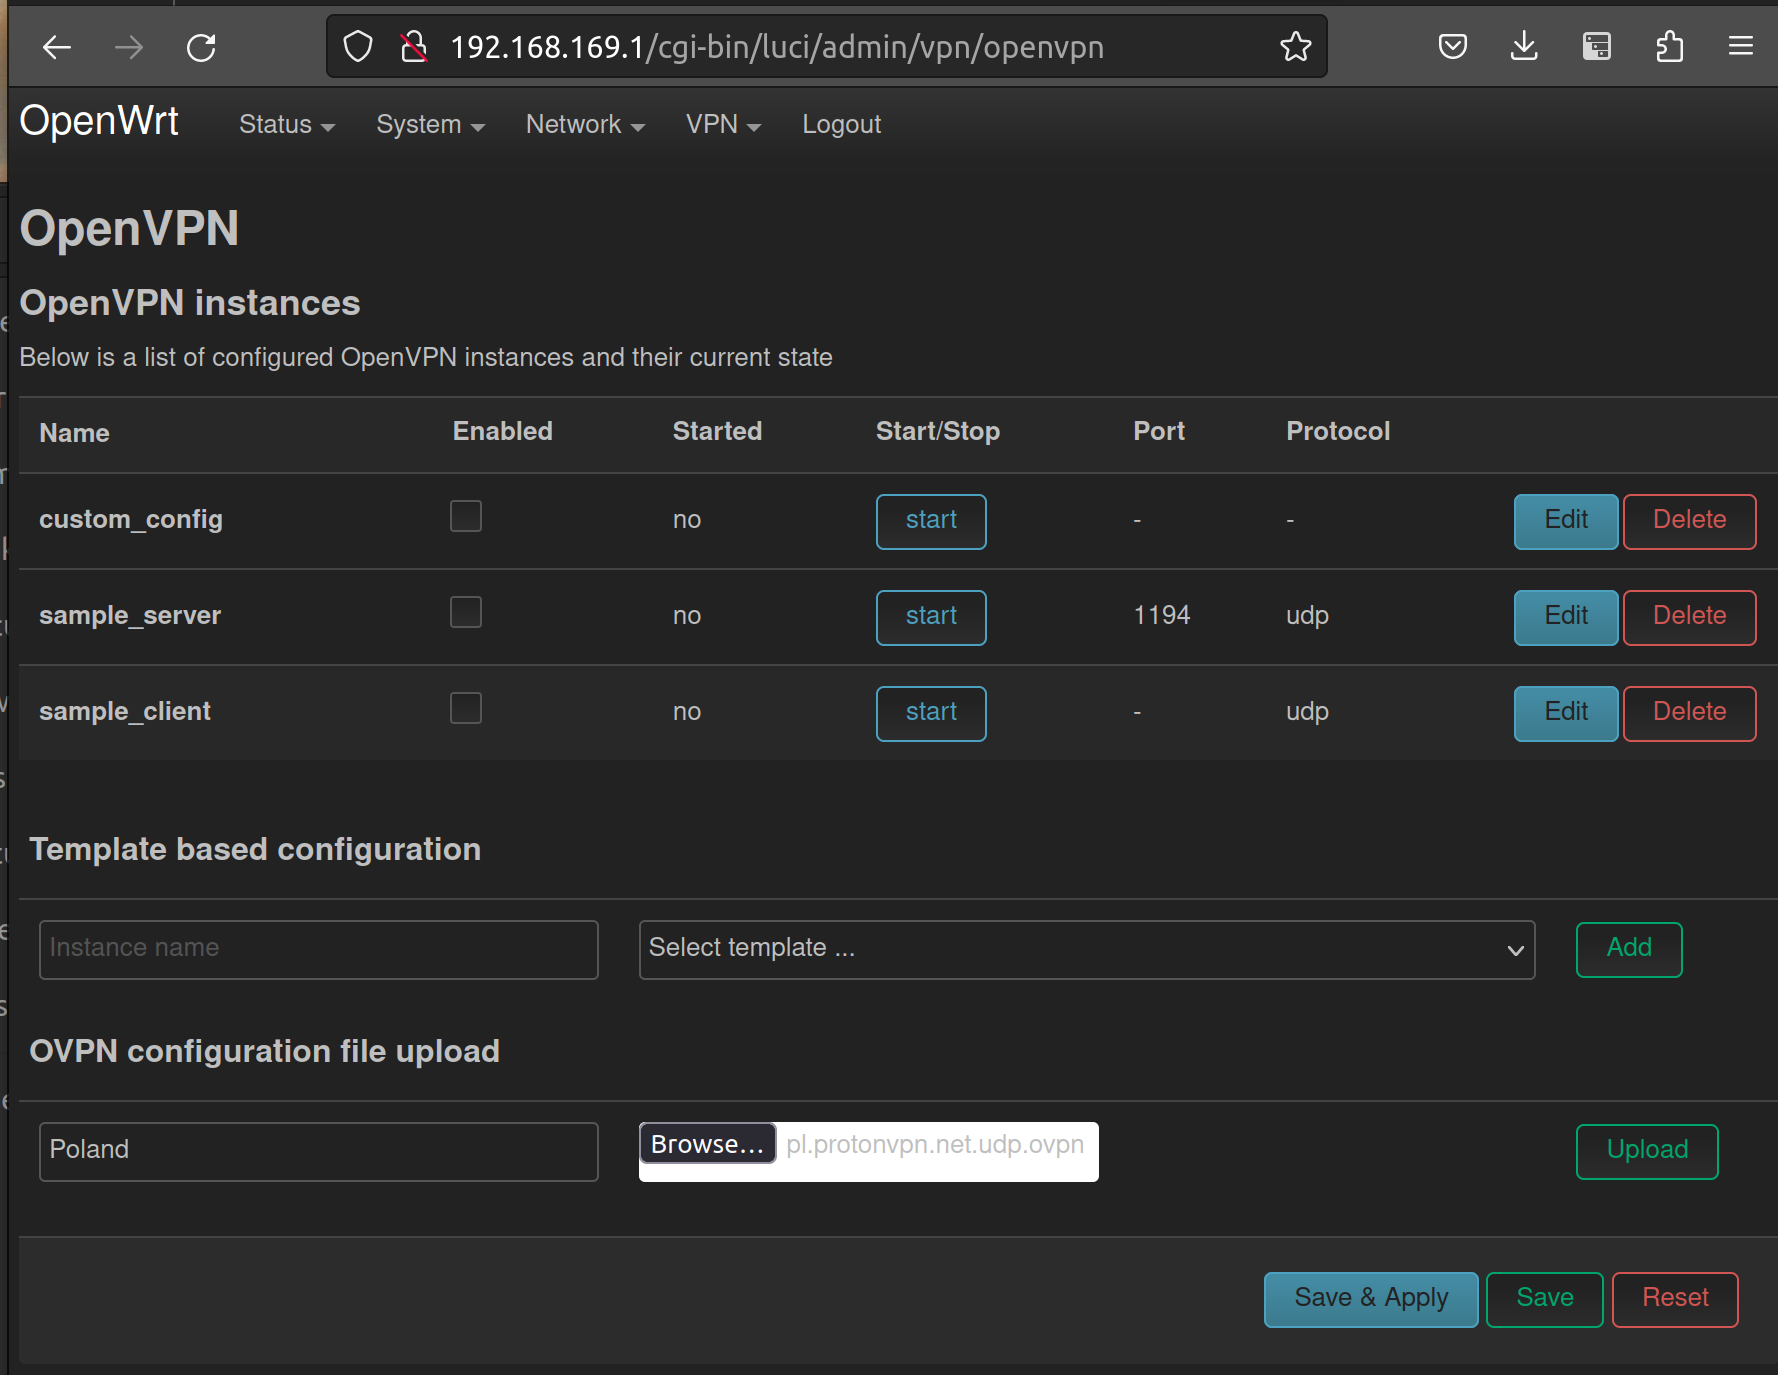 192.168.169.1/cgi-bin/luci/admin/vpn/openvpn
OpenWrt Status System Network VPN Logout
OpenVPN
OpenVPN instances
Below is a list of configured OpenVPN instances and their current state
Name Enabled Started Start/Stop Port Protocol
custom_config no start - - Edit Delete
sample_server no start 1194 udp Edit Delete
sample_client no start - udp Edit Delete
Template based configuration
Instance name Select template ... Add
OVPN configuration file upload
Poland Browse... pl.protonvpn.net.udp.ovpn Upload
Save & Apply Save Reset